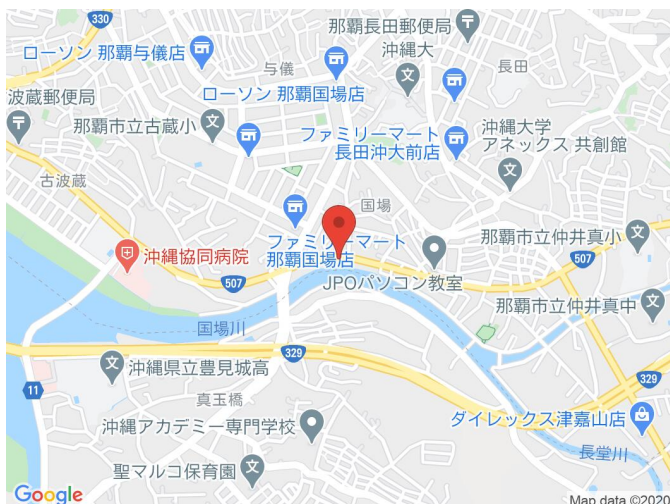 330
那覇長田郵便局
沖縄大
ローソン 那覇与儀店
与儀
長田
波蔵郵便局
ローソン 那覇国場店
那覇市立古蔵小
ファミリーマート
長田沖大前店
沖縄大学
アネックス 共創館
古波蔵
国場
沖縄協同病院
ファミリーマート
那覇国場店
那覇市立仲井真小
507
507
JPOパソコン教室
那覇市立仲井真中
国場川
329
沖縄県立豊見城高
11
329
真玉橋
ダイレックス津嘉山店
沖縄アカデミー専門学校
長堂川
聖マルコ保育園
Google
Map data ©2020